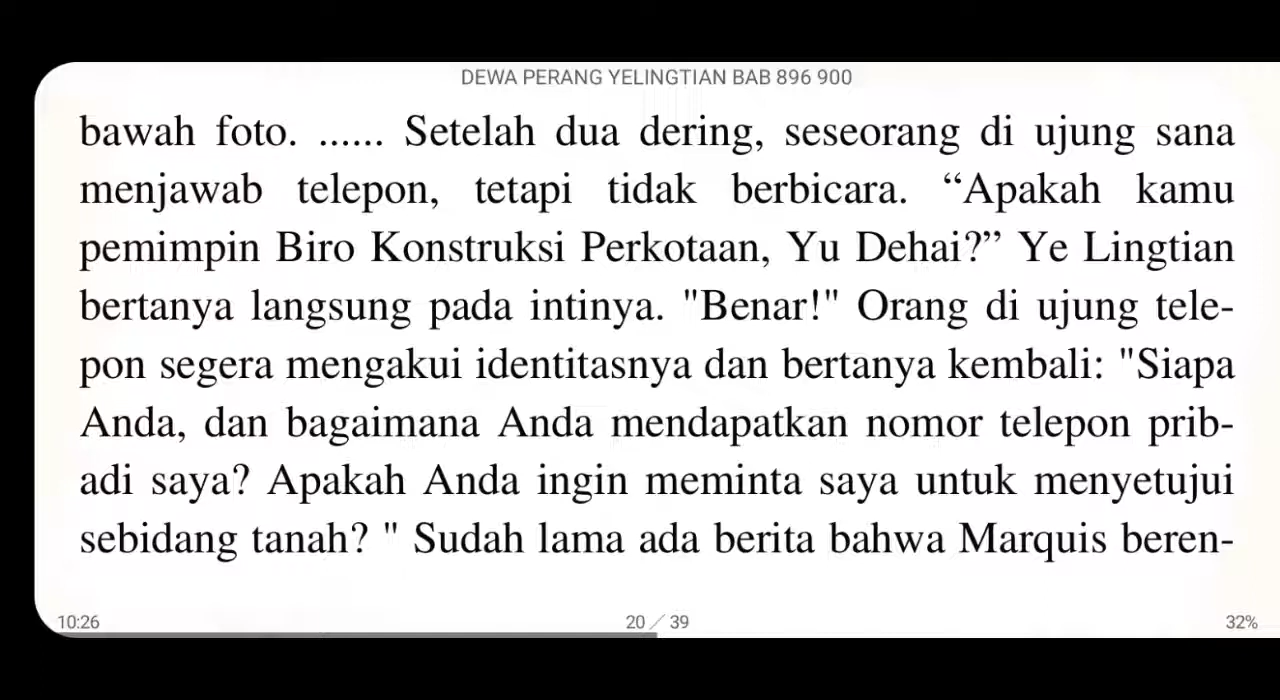 DEWA PERANG YELINGTIAN BAB 896 900
bawah foto. ...... Setelah dua dering, seseorang di ujung sana
menjawab telepon, tetapi tidak berbicara. “Apakah kamu
pemimpin Biro Konstruksi Perkotaan, Yu Dehai?” Ye Lingtian
bertanya langsung pada intinya. "Benar!" Orang di ujung tele-
pon segera mengakui identitasnya dan bertanya kembali: "Siapa
Anda, dan bagaimana Anda mendapatkan nomor telepon prib-
adi saya? Apakah Anda ingin meminta saya untuk menyetujui
sebidang tanah? " Sudah lama ada berita bahwa Marquis beren-
10:26 20 / 39 32%